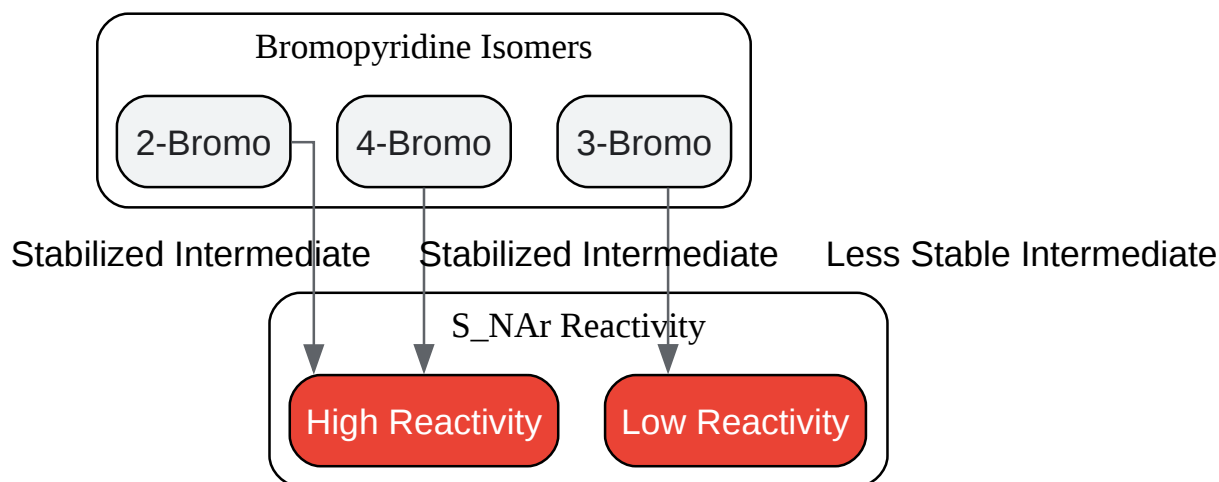 Bromopyridine Isomers
2-Bromo
4-Bromo
3-Bromo
Stabilized Intermediate
Stabilized Intermediate
Less Stable Intermediate
S_NAr Reactivity
High Reactivity
Low Reactivity